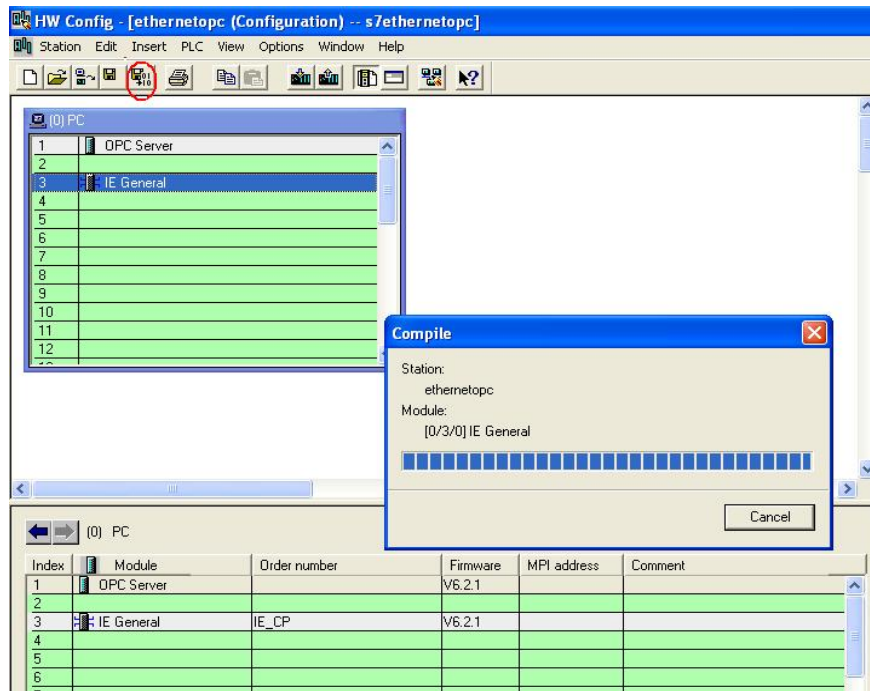 HW Config - [ethernetopc (Configuration) -- s7ethernetopc]
Station Edit Insert PLC View Options Window Help
(0) PC
1 OPC Server
2
3 IE General
4
5
6
7
8
9
10
11
12
Compile
Station:
ethernetopc
Module:
[0/3/0] IE General
Cancel
(0) PC
Index Module Order number Firmware MPI address Comment
1 OPC Server V6.2.1
2
3 IE General IE_CP V6.2.1
4
5
6